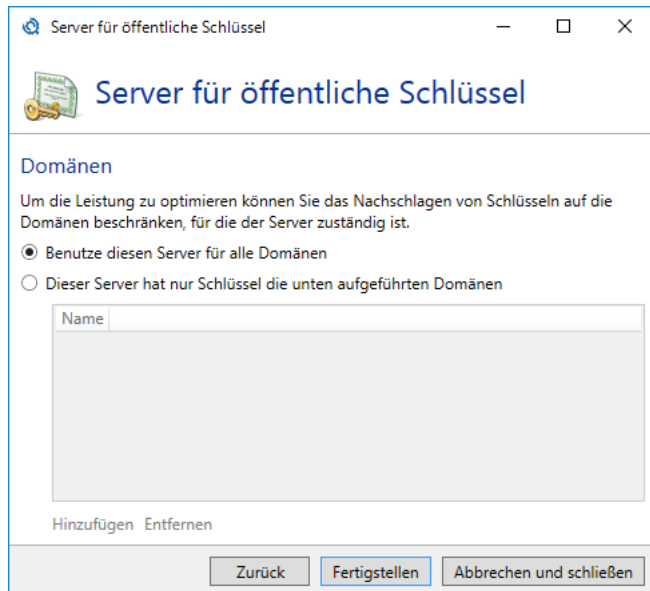 Server für öffentliche Schlüssel
Server für öffentliche Schlüssel
Domänen
Um die Leistung zu optimieren können Sie das Nachschlagen von Schlüsseln auf die
Domänen beschränken, für die der Server zuständig ist.
Benutze diesen Server für alle Domänen
Dieser Server hat nur Schlüssel die unten aufgeführten Domänen
Name
Hinzufügen Entfernen
Zurück Fertigstellen Abbrechen und schließen